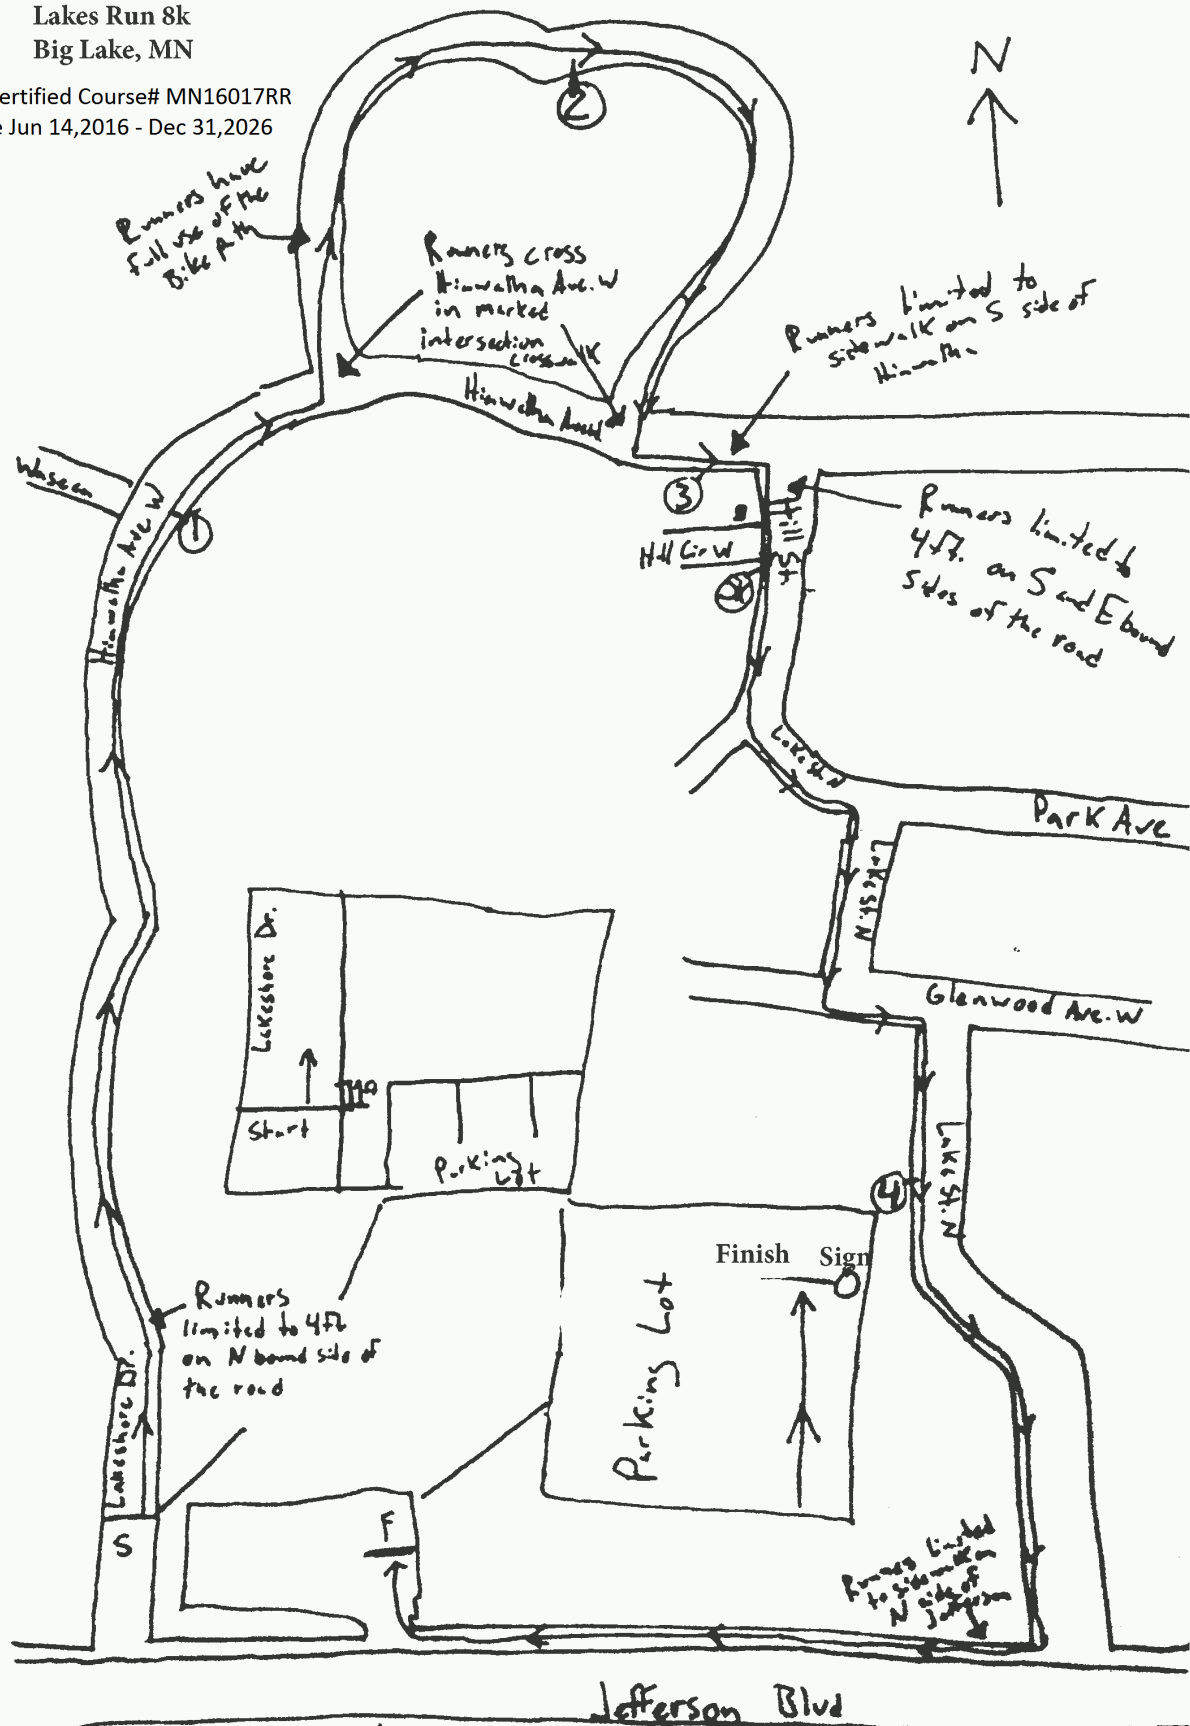 Lakes Run 8k
Big Lake, MN
ertified Course# MN16017RR
e Jun 14,2016 - Dec 31,2026
N
2
Runners have
full use of the
Bike path
Runners cross
Hiawatha Ave. W
in market
intersection
crosswalk
Runners limited to
sidewalk on S side of
Hiawatha
Hiawatha Ave W
3
Waseca
1
Hiawatha Ave W
Hill St
Hill Cir W
Runners limited to
4ft. on S and E bound
sides of the road
Lake St N
Park Ave
Lake St. N
Glenwood Ave. W
Lakeshore Dr.
Start
Parking
Lot
Lake St. N
4
Finish Sign
Parking Lot
Runners
limited to 4ft
on N bound side of
the road
Lakeshore Dr.
S
F
Runners limited
to sidewalk on
N side of
Jefferson
Jefferson Blvd